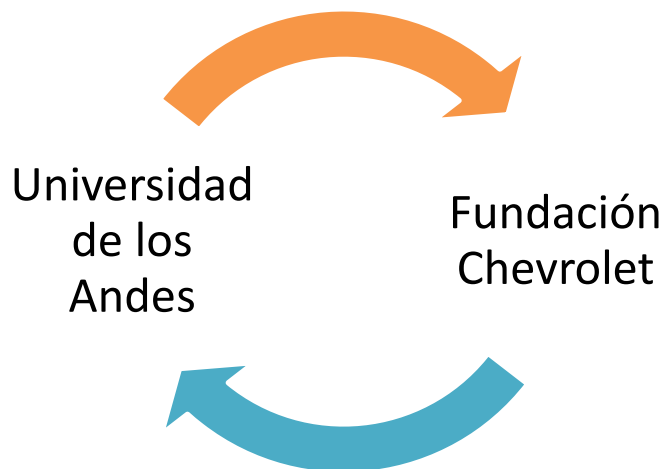 Universidad
de los
Andes
Fundación
Chevrolet